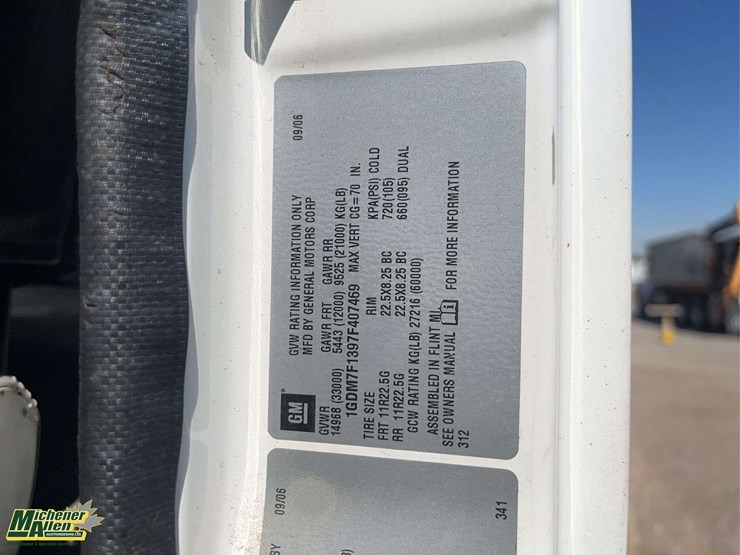 09/06
GVW RATING INFORMATION ONLY
MFD BY GENERAL MOTORS CORP
GM
GVWR GAWR FRT GAWR RR
14968 (33000) 5443 (12000) 9525 (21000) KG(LB)
1GDM7F1397F407469 MAX VERT CG=70 IN.
TIRE SIZE RIM KPA(PSI) COLD
FRT 11R22.5G 22.5X8.25 BC 720(105)
RR 11R22.5G 22.5X8.25 BC 660(095) DUAL
GCW RATING KG(LB) 27216 (60000)
ASSEMBLED IN FLINT MI.
SEE OWNERS MANUAL FOR MORE INFORMATION
312
09/06
BY
341
Michener
Allen
AUCTIONEERING LTD